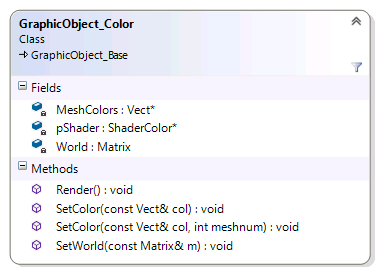 GraphicObject_Color
Class
GraphicObject_Base
Fields
MeshColors : Vect*
pShader : ShaderColor*
World : Matrix
Methods
Render() : void
SetColor(const Vect& col) : void
SetColor(const Vect& col, int meshnum) : void
SetWorld(const Matrix& m) : void